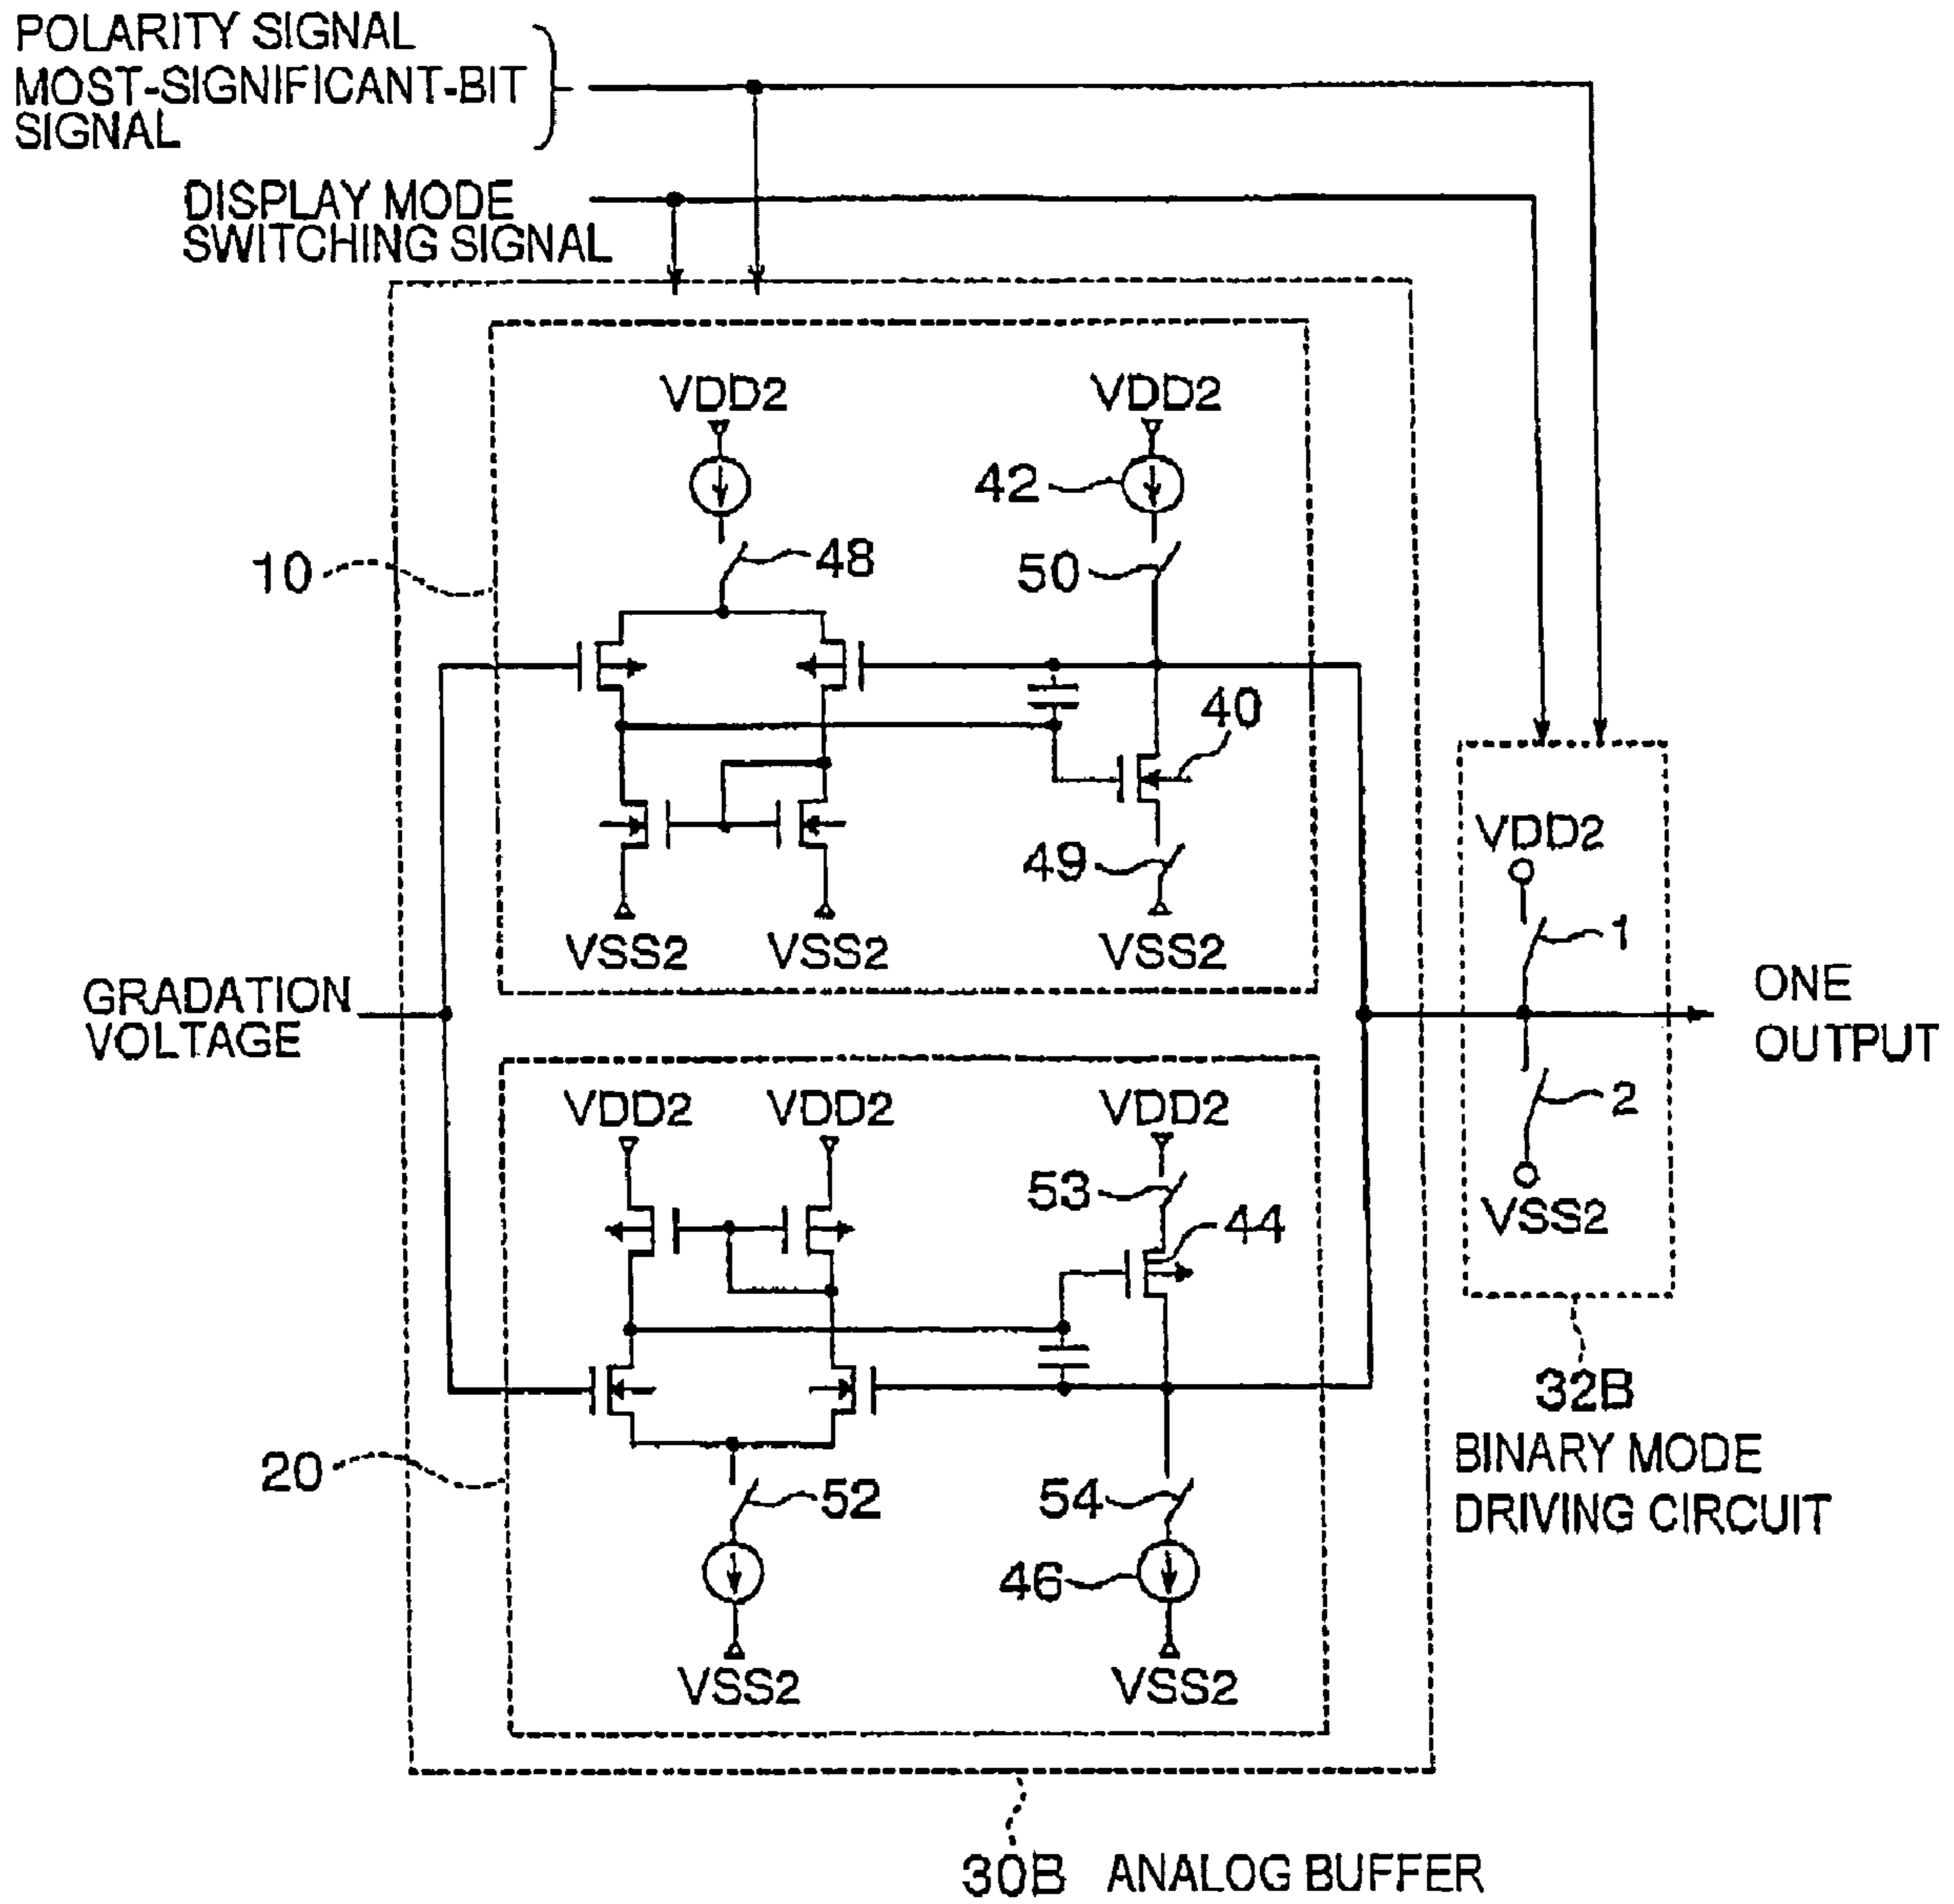 POLARITY SIGNAL
MOST-SIGNIFICANT-BIT
SIGNAL
DISPLAY MODE
SWITCHING SIGNAL
VDD2
VDD2
42
10
48
50
40
49
VSS2
VSS2
VSS2
VDD2
1
GRADATION
VOLTAGE
ONE
OUTPUT
VDD2
VDD2
VDD2
2
53
44
VSS2
32B
BINARY MODE
DRIVING CIRCUIT
20
52
54
46
VSS2
VSS2
30B ANALOG BUFFER